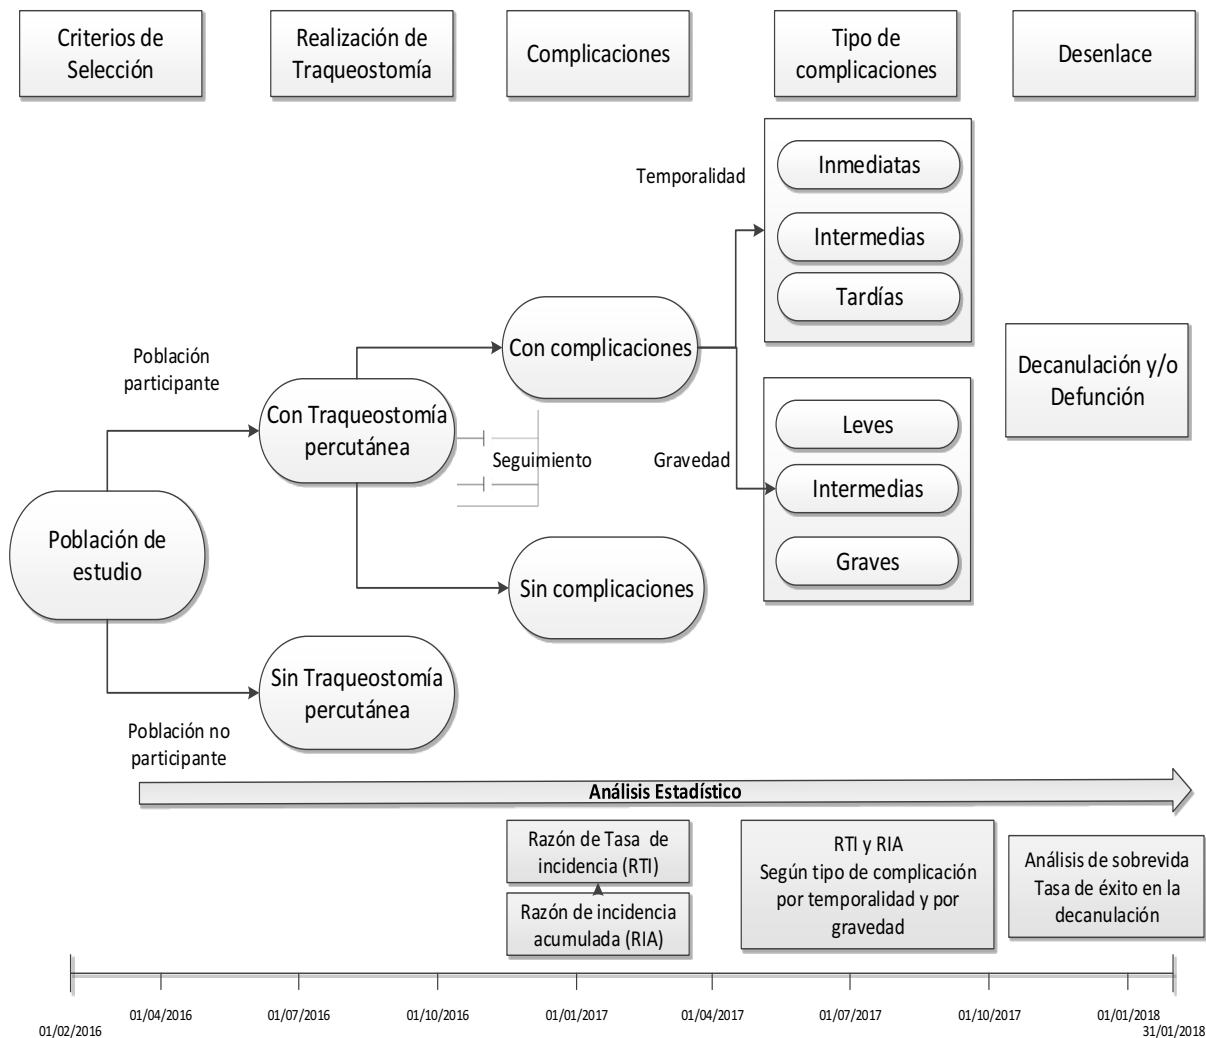 Criterios de
Selección
Realización de
Traqueostomía
Complicaciones
Tipo de
complicaciones
Desenlace
Temporalidad
Inmediatas
Intermedias
Tardías
Población
participante
Con complicaciones
Decanulación y/o
Defunción
Con Traqueostomía
percutánea
Seguimiento
Gravedad
Leves
Intermedias
Graves
Población de
estudio
Sin complicaciones
Sin Traqueostomía
percutánea
Población no
participante
Análisis Estadístico
Razón de Tasa de
incidencia (RTI)
Razón de incidencia
acumulada (RIA)
RTI y RIA
Según tipo de complicación
por temporalidad y por
gravedad
Análisis de sobrevida
Tasa de éxito en la
decanulación
01/02/2016
01/04/2016
01/07/2016
01/10/2016
01/01/2017
01/04/2017
01/07/2017
01/10/2017
01/01/2018
31/01/2018